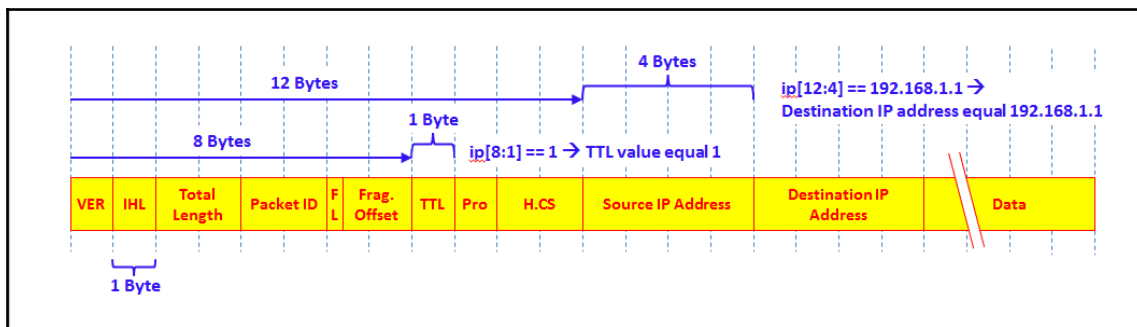 4 Bytes
12 Bytes
ip[12:4] == 192.168.1.1 →
Destination IP address equal 192.168.1.1
1 Byte
8 Bytes
ip[8:1] == 1 → TTL value equal 1
VER
IHL
Total
Length
Packet ID
F
L
Frag.
Offset
TTL
Pro
H.CS
Source IP Address
Destination IP
Address
Data
1 Byte